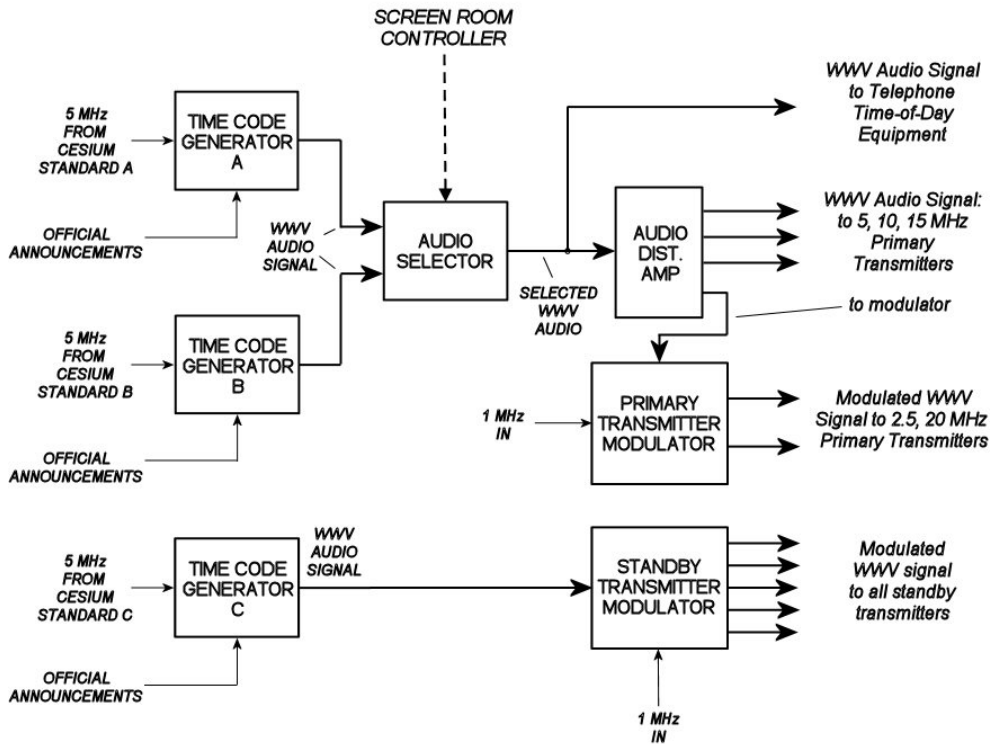 SCREEN ROOM
CONTROLLER
5 MHz
FROM
CESIUM
STANDARD A
TIME CODE
GENERATOR
A
OFFICIAL
ANNOUNCEMENTS
WWV
AUDIO
SIGNAL
AUDIO
SELECTOR
SELECTED
WWV
AUDIO
WWV Audio Signal
to Telephone
Time-of-Day
Equipment
AUDIO
DIST.
AMP
WWV Audio Signal:
to 5, 10, 15 MHz
Primary
Transmitters
to modulator
5 MHz
FROM
CESIUM
STANDARD B
TIME CODE
GENERATOR
B
OFFICIAL
ANNOUNCEMENTS
1 MHz
IN
PRIMARY
TRANSMITTER
MODULATOR
Modulated WWV
Signal to 2.5, 20 MHz
Primary Transmitters
5 MHz
FROM
CESIUM
STANDARD C
TIME CODE
GENERATOR
C
OFFICIAL
ANNOUNCEMENTS
WWV
AUDIO
SIGNAL
STANDBY
TRANSMITTER
MODULATOR
1 MHz
IN
Modulated
WWV signal
to all standby
transmitters